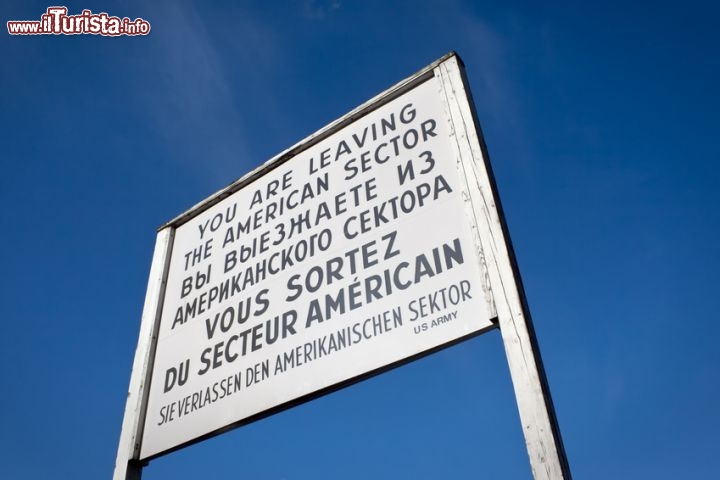 www.ilTurista.info
YOU ARE LEAVING
THE AMERICAN SECTOR
ВЫ ВЫЕЗЖАЕТЕ ИЗ
АМЕРИКАНСКОГО СЕКТОРА
VOUS SORTEZ
DU SECTEUR AMÉRICAIN
SIE VERLASSEN DEN AMERIKANISCHEN SEKTOR
US ARMY